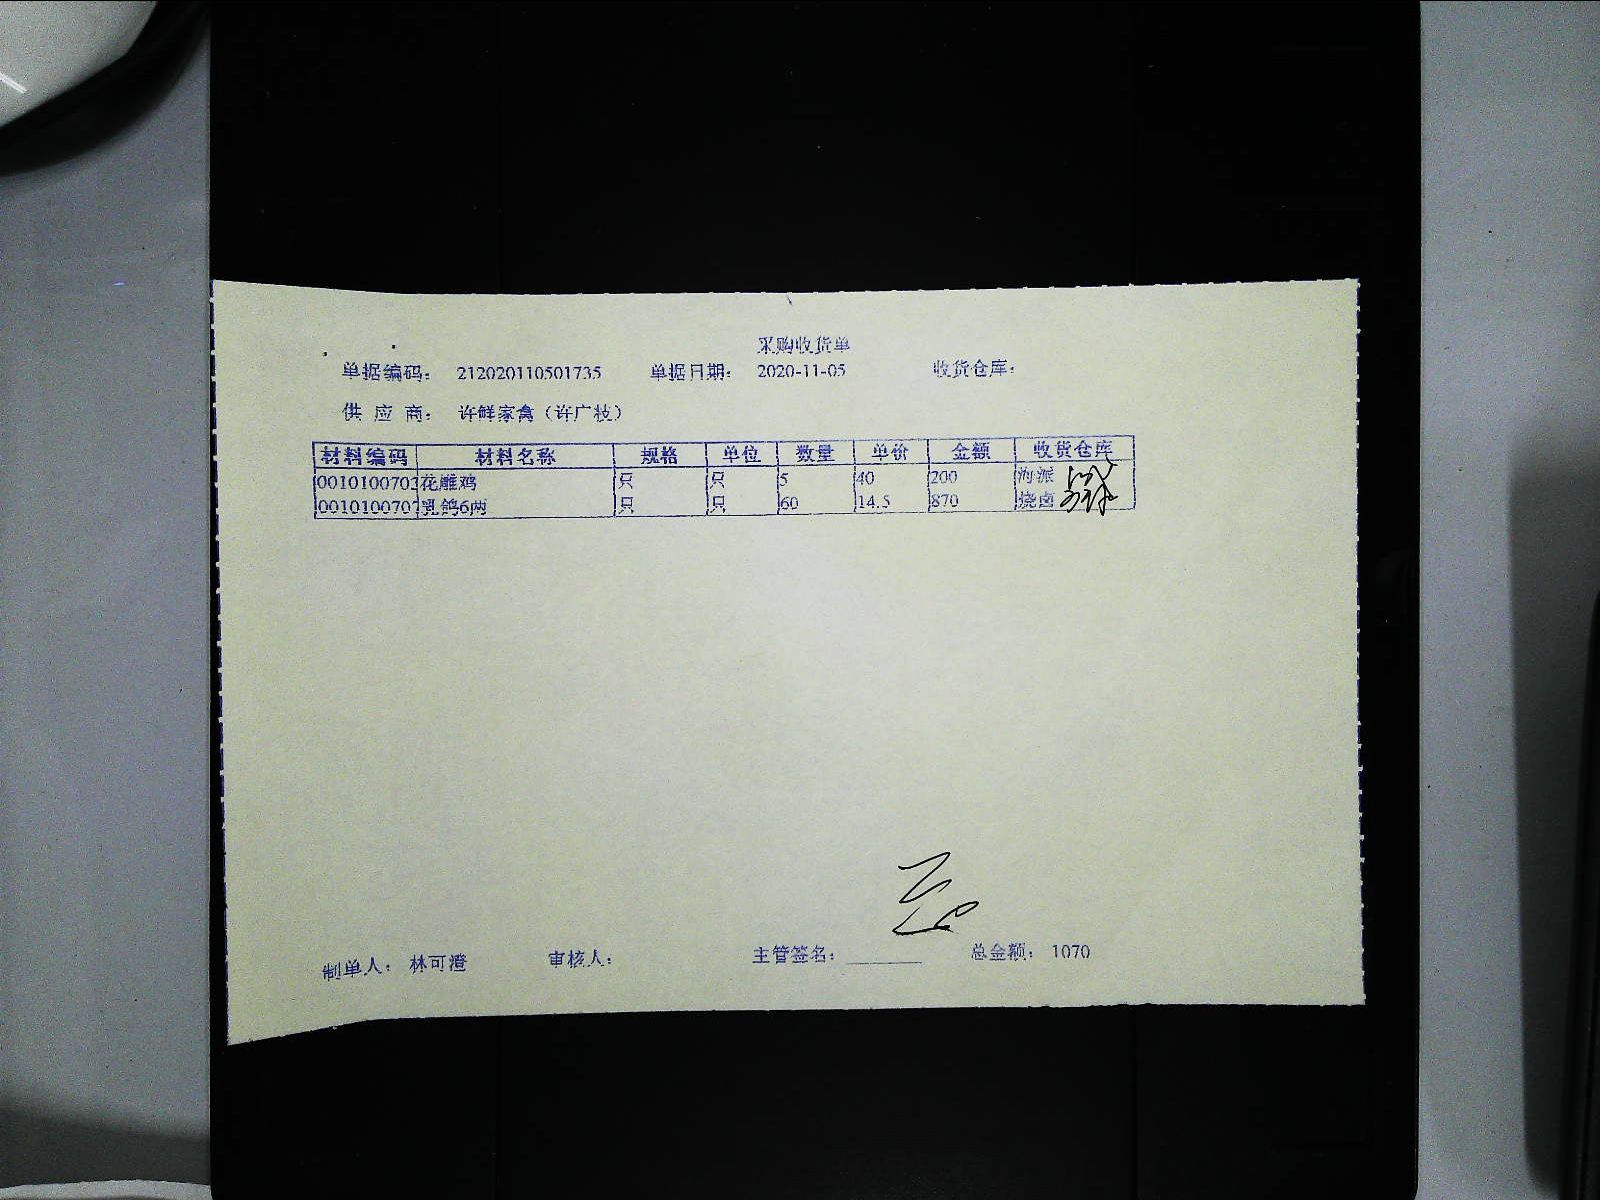 采购收货单
单据编码： 212020110501735 单据日期： 2020-11-05 收货仓库：
供 应 商： 许鲜家禽（许广枝）
材料编码 材料名称 规格 单位 数量 单价 金额 收货仓库
0010100703 花雕鸡 只 只 5 40 200 海派
001010070 乳鸽6两 只 只 60 14.5 870 烧卤
制单人： 林可澄 审核人： 主管签名： 总金额： 1070